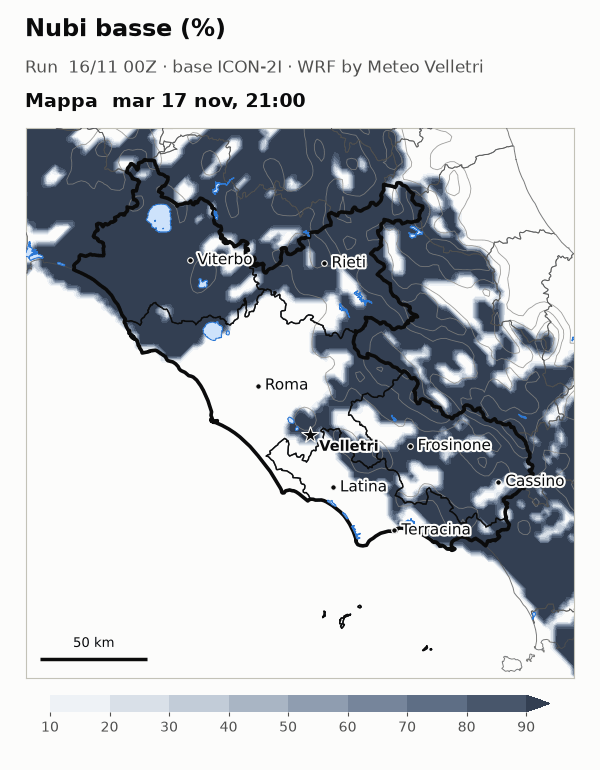 Nubi basse (%)
Run  16/11 00Z · base ICON-2I · WRF by Meteo Velletri
Mappa  mar 17 nov, 21:00
Viterbo
Rieti
Roma
Velletri
Frosinone
Latina
Cassino
Terracina
50 km
10 20 30 40 50 60 70 80 90